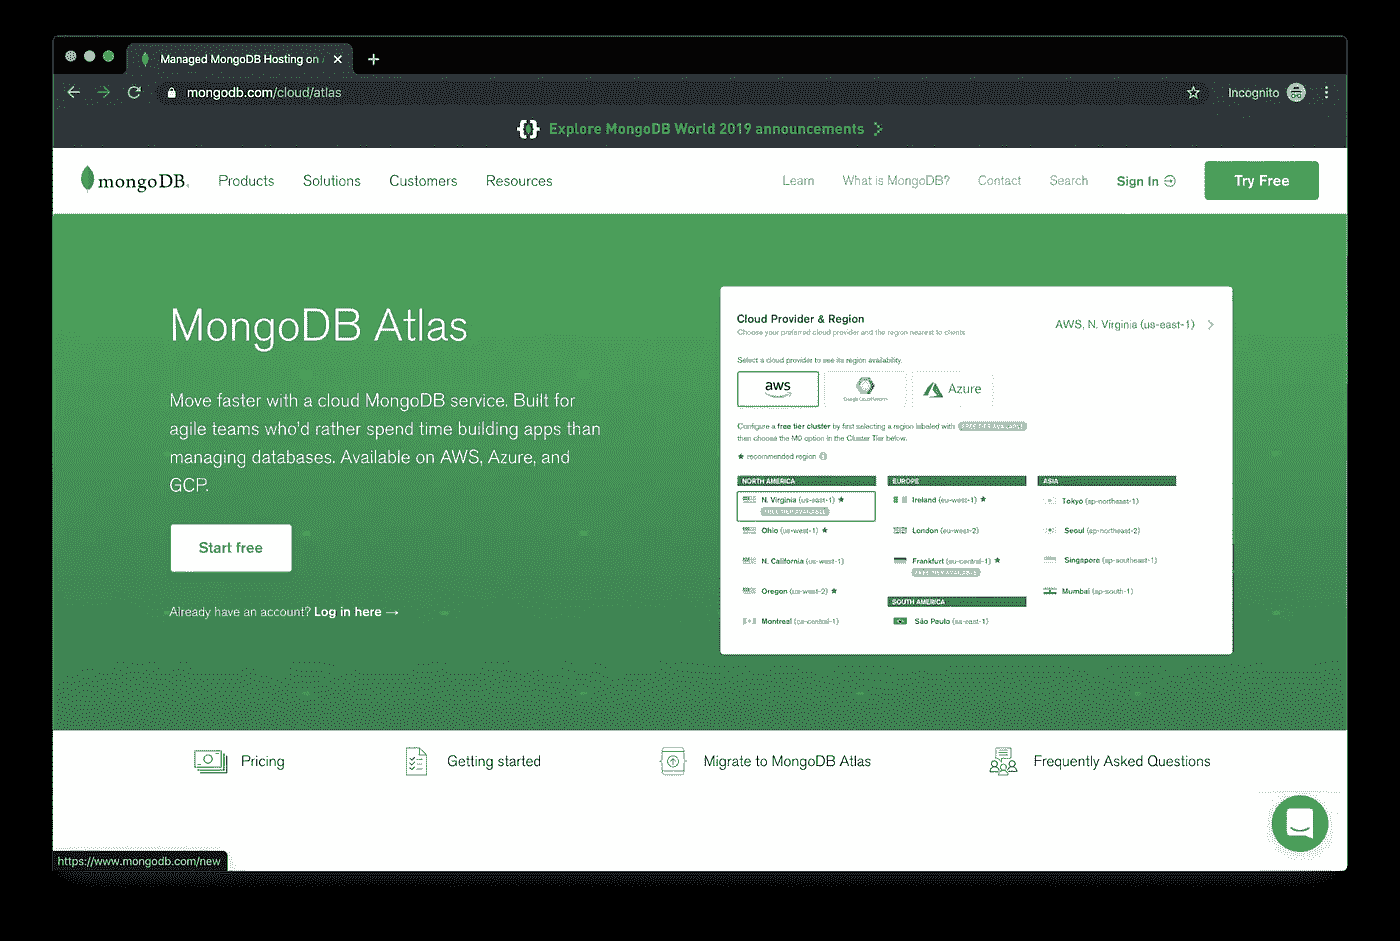 Managed MongoDB Hosting on
mongodb.com/cloud/atlas
Incognito
Explore MongoDB World 2019 announcements
mongoDB.
Products
Solutions
Customers
Resources
Learn
What is MongoDB?
Contact
Search
Sign In
Try Free
MongoDB Atlas
Move faster with a cloud MongoDB service. Built for
agile teams who'd rather spend time building apps than
managing databases. Available on AWS, Azure, and
GCP.
Start free
Already have an account? Log in here →
Cloud Provider & Region
AWS, N. Virginia (us-east-1)
Choose your preferred cloud provider and the region nearest to clients
Select a cloud provider to see its region availability.
aws
Google Cloud Platform
Azure
Configure a free tier cluster by first selecting a region labeled with FREE TIER AVAILABLE
then choose the M0 option in the Cluster Tier below.
★ recommended region
NORTH AMERICA
N. Virginia (us-east-1) ★
FREE TIER AVAILABLE
Ohio (us-west-1) ★
N. California (us-west-1)
Oregon (us-west-2) ★
Montreal (ca-central-1)
EUROPE
Ireland (eu-west-1) ★
London (eu-west-2)
Frankfurt (eu-central-1) ★
FREE TIER AVAILABLE
SOUTH AMERICA
São Paulo (sa-east-1)
ASIA
Tokyo (ap-northeast-1)
Seoul (ap-northeast-2)
Singapore (ap-southeast-1)
Mumbai (ap-south-1)
Pricing
Getting started
Migrate to MongoDB Atlas
Frequently Asked Questions
https://www.mongodb.com/new